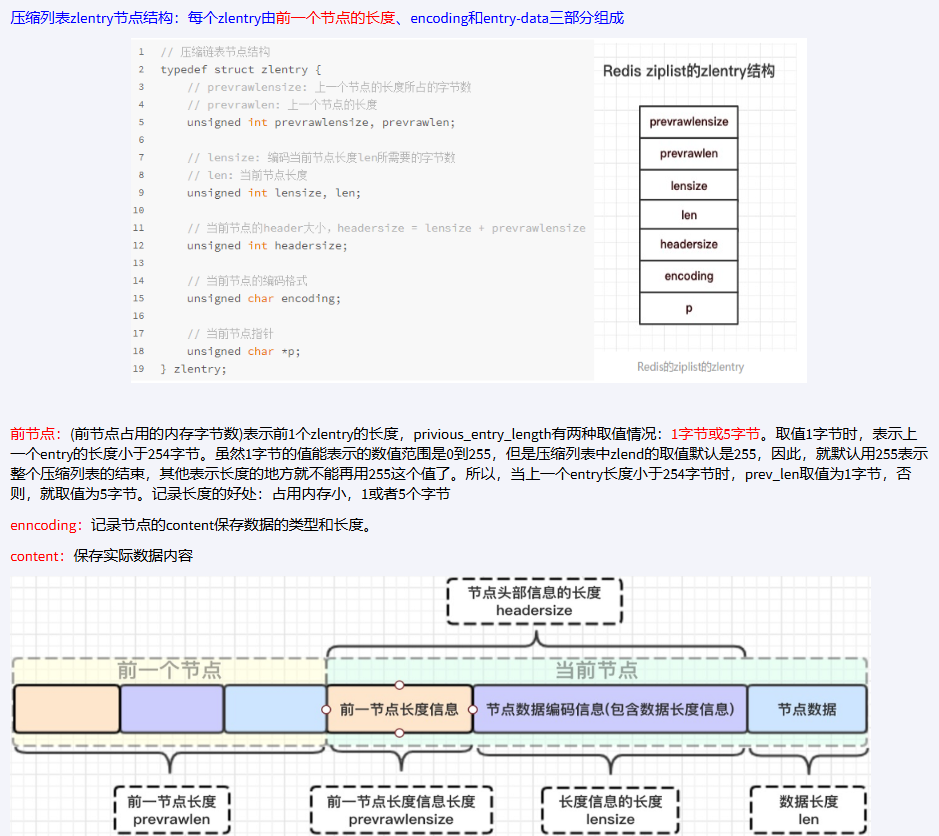 压缩列表zlentry节点结构：每个zlentry由前一个节点的长度、encoding和entry-data三部分组成
1 // 压缩链表节点结构
2 typedef struct zlentry {
3 // prevrawlensize: 上一个节点的长度所占的字节数
4 // prevrawlen: 上一个节点的长度
5 unsigned int prevrawlensize, prevrawlen;
6
7 // lensize: 编码当前节点长度len所需要的字节数
8 // len: 当前节点长度
9 unsigned int lensize, len;
10
11 // 当前节点的header大小，headersize = lensize + prevrawlensize
12 unsigned int headersize;
13
14 // 当前节点的编码格式
15 unsigned char encoding;
16
17 // 当前节点指针
18 unsigned char *p;
19 } zlentry;
Redis ziplist的zlentry结构
prevrawlensize
prevrawlen
lensize
len
headersize
encoding
p
Redis的ziplist的zlentry
前节点：(前节点占用的内存字节数)表示前1个zlentry的长度，privious_entry_length有两种取值情况：1字节或5字节。取值1字节时，表示上
一个entry的长度小于254字节。虽然1字节的值能表示的数值范围是0到255，但是压缩列表中zlend的取值默认是255，因此，就默认用255表示
整个压缩列表的结束，其他表示长度的地方就不能再用255这个值了。所以，当上一个entry长度小于254字节时，prev_len取值为1字节，否
则，就取值为5字节。记录长度的好处：占用内存小，1或者5个字节
enncoding：记录节点的content保存数据的类型和长度。
content：保存实际数据内容
节点头部信息的长度
headersize
前一个节点
当前节点
前一节点长度信息
节点数据编码信息(包含数据长度信息)
节点数据
前一节点长度
prevrawlen
前一节点长度信息长度
prevrawlensize
长度信息的长度
lensize
数据长度
len